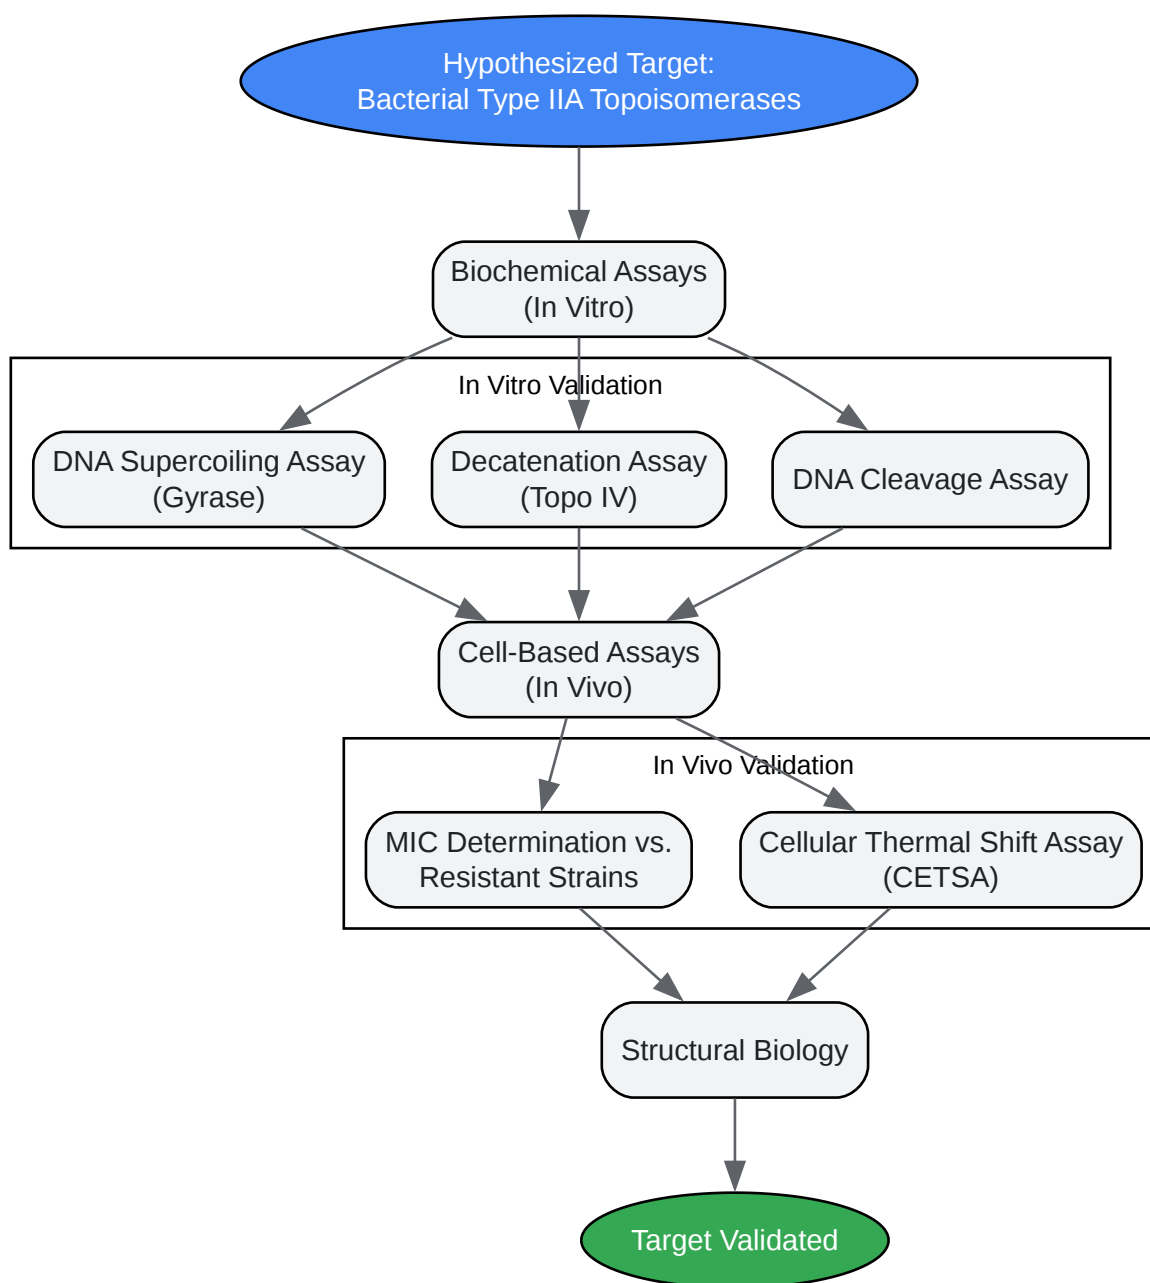 Hypothesized Target:
Bacterial Type IIA Topoisomerases
Biochemical Assays
(In Vitro)
In Vitro Validation
DNA Supercoiling Assay
(Gyrase)
Decatenation Assay
(Topo IV)
DNA Cleavage Assay
Cell-Based Assays
(In Vivo)
In Vivo Validation
MIC Determination vs.
Resistant Strains
Cellular Thermal Shift Assay
(CETSA)
Structural Biology
Target Validated